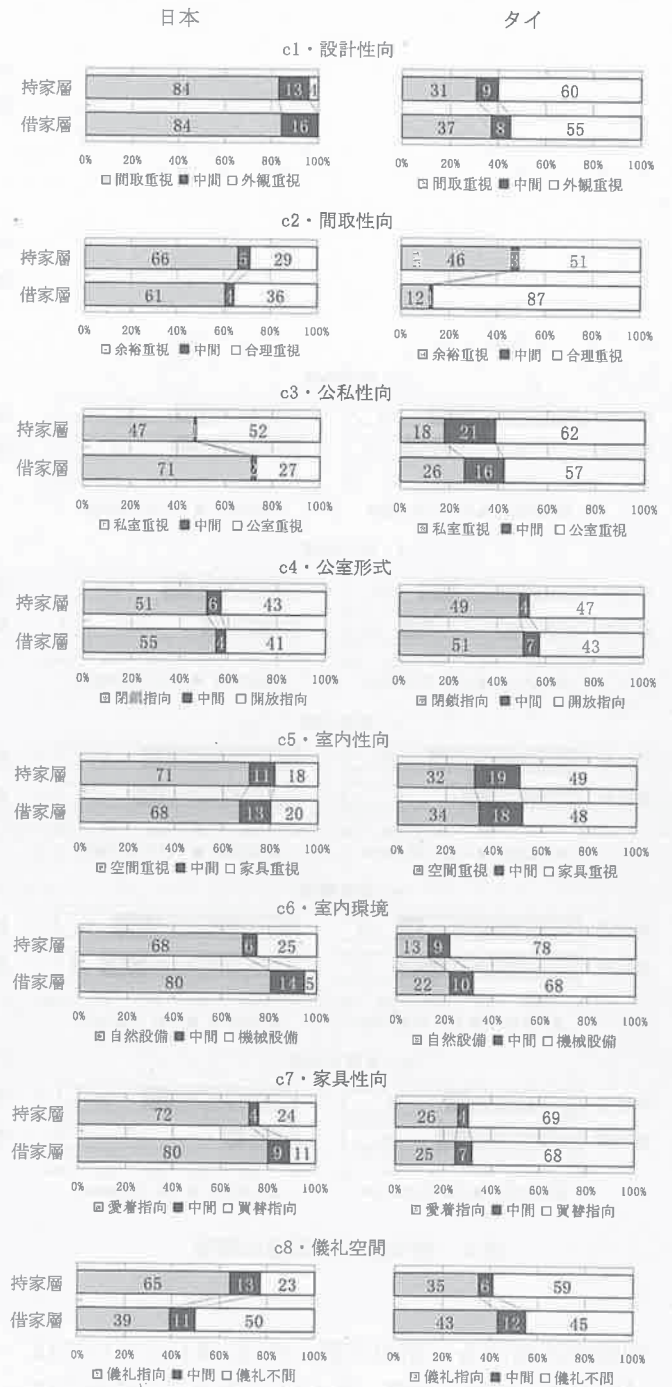 日本 タイ
c1・設計性向
持家層 84 13 4 31 9 60
借家層 84 16 37 8 55
0% 20% 40% 60% 80% 100% 0% 20% 40% 60% 80% 100%
間取重視 中間 外観重視 間取重視 中間 外観重視
c2・間取性向
持家層 66 5 29 46 3 51
借家層 61 4 36 12 87
0% 20% 40% 60% 80% 100% 0% 20% 40% 60% 80% 100%
余裕重視 中間 合理重視 余裕重視 中間 合理重視
c3・公私性向
持家層 47 52 18 21 62
借家層 71 27 26 16 57
0% 20% 40% 60% 80% 100% 0% 20% 40% 60% 80% 100%
私室重視 中間 公室重視 私室重視 中間 公室重視
c4・公室形式
持家層 51 6 43 49 4 47
借家層 55 4 41 51 7 43
0% 20% 40% 60% 80% 100% 0% 20% 40% 60% 80% 100%
閉鎖指向 中間 開放指向 閉鎖指向 中間 開放指向
c5・室内性向
持家層 71 11 18 32 19 49
借家層 68 13 20 34 18 48
0% 20% 40% 60% 80% 100% 0% 20% 40% 60% 80% 100%
空間重視 中間 家具重視 空間重視 中間 家具重視
c6・室内環境
持家層 68 6 25 13 9 78
借家層 80 14 5 22 10 68
0% 20% 40% 60% 80% 100% 0% 20% 40% 60% 80% 100%
自然設備 中間 機械設備 自然設備 中間 機械設備
c7・家具性向
持家層 72 4 24 26 4 69
借家層 80 9 11 25 7 68
0% 20% 40% 60% 80% 100% 0% 20% 40% 60% 80% 100%
愛着指向 中間 買替指向 愛着指向 中間 買替指向
c8・儀礼空間
持家層 65 13 23 35 6 59
借家層 39 11 50 43 12 45
0% 20% 40% 60% 80% 100% 0% 20% 40% 60% 80% 100%
儀礼指向 中間 儀礼不問 儀礼指向 中間 儀礼不問